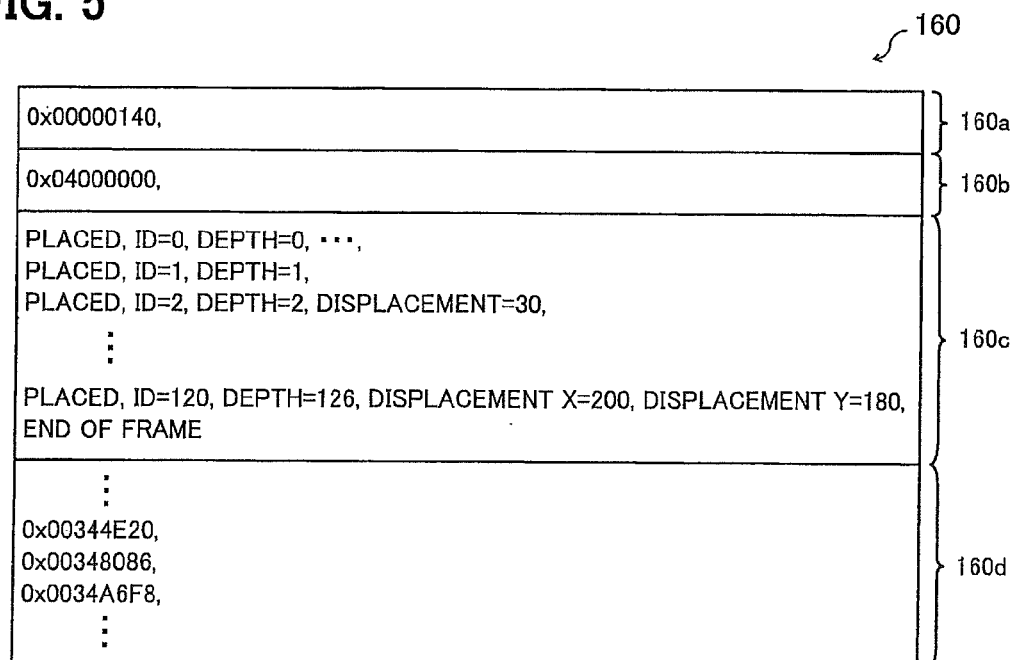 FIG. 5
160
0x00000140,
160a
0x04000000,
160b
PLACED, ID=0, DEPTH=0, ···,
PLACED, ID=1, DEPTH=1,
PLACED, ID=2, DEPTH=2, DISPLACEMENT=30,
⋮
160c
PLACED, ID=120, DEPTH=126, DISPLACEMENT X=200, DISPLACEMENT Y=180,
END OF FRAME
⋮
0x00344E20,
0x00348086,
160d
0x0034A6F8,
⋮